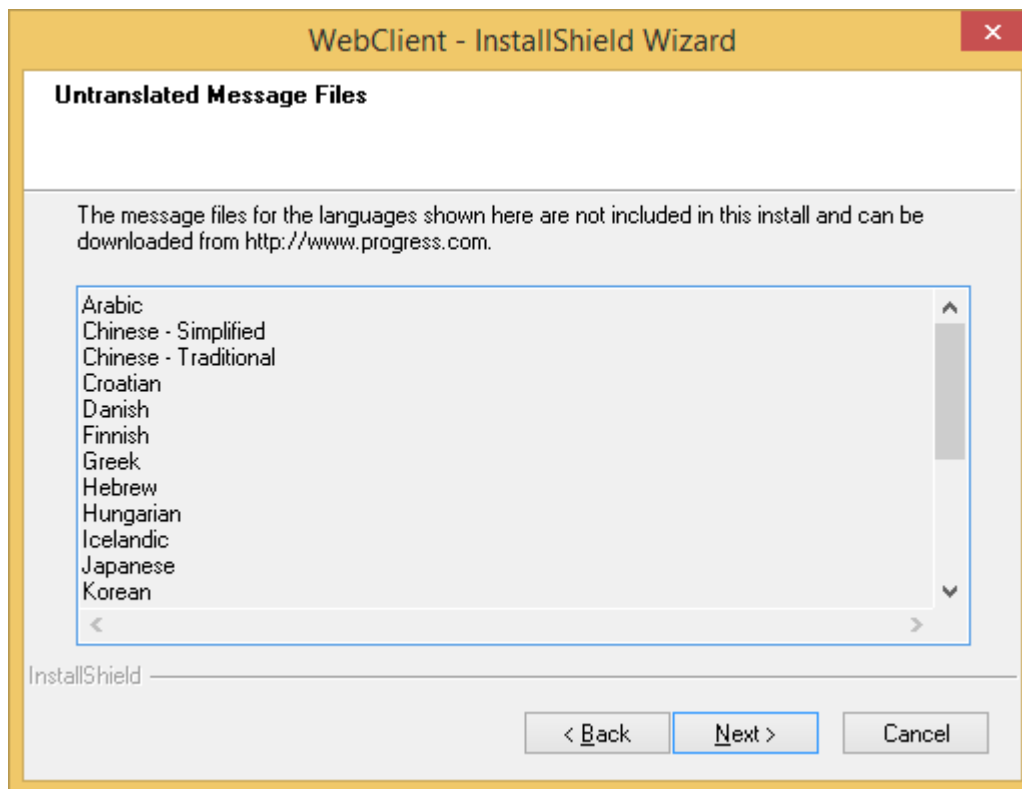 WebClient - InstallShield Wizard
Untranslated Message Files
The message files for the languages shown here are not included in this install and can be
downloaded from http://www.progress.com.
Arabic
Chinese - Simplified
Chinese - Traditional
Croatian
Danish
Finnish
Greek
Hebrew
Hungarian
Icelandic
Japanese
Korean
InstallShield
< Back
Next >
Cancel